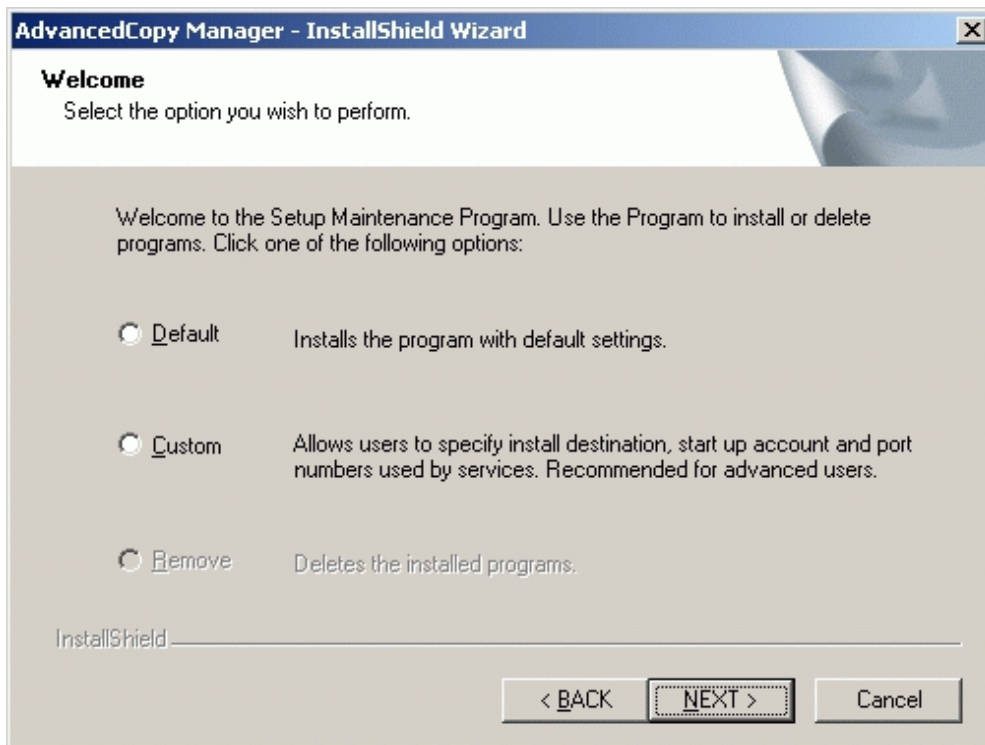 AdvancedCopy Manager - InstallShield Wizard
Welcome
Select the option you wish to perform.
Welcome to the Setup Maintenance Program. Use the Program to install or delete
programs. Click one of the following options:
Default
Installs the program with default settings.
Custom
Allows users to specify install destination, start up account and port
numbers used by services. Recommended for advanced users.
Remove
Deletes the installed programs.
InstallShield
< BACK
NEXT >
Cancel